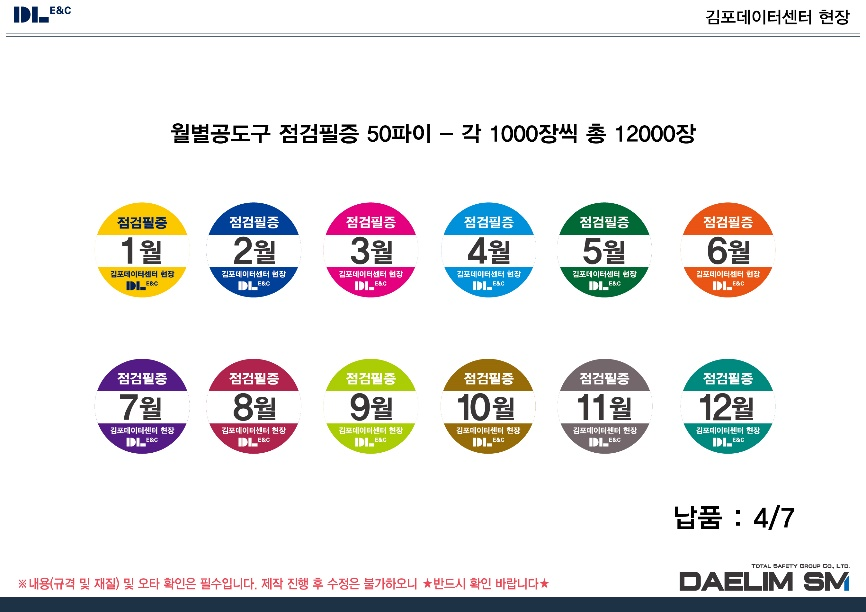 DL E&C
김포데이터센터 현장
월별공도구 점검필증 50파이 - 각 1000장씩 총 12000장
점검필증
1월
김포데이터센터 현장
DL E&C
점검필증
2월
김포데이터센터 현장
DL E&C
점검필증
3월
김포데이터센터 현장
DL E&C
점검필증
4월
김포데이터센터 현장
DL E&C
점검필증
5월
김포데이터센터 현장
DL E&C
점검필증
6월
김포데이터센터 현장
DL E&C
점검필증
7월
김포데이터센터 현장
DL E&C
점검필증
8월
김포데이터센터 현장
DL E&C
점검필증
9월
김포데이터센터 현장
DL E&C
점검필증
10월
김포데이터센터 현장
DL E&C
점검필증
11월
김포데이터센터 현장
DL E&C
점검필증
12월
김포데이터센터 현장
DL E&C
납품 : 4/7
※내용(규격 및 재질) 및 오타 확인은 필수입니다. 제작 진행 후 수정은 불가하오니 ★반드시 확인 바랍니다★
TOTAL SAFETY GROUP CO., LTD.
DAELIM SM